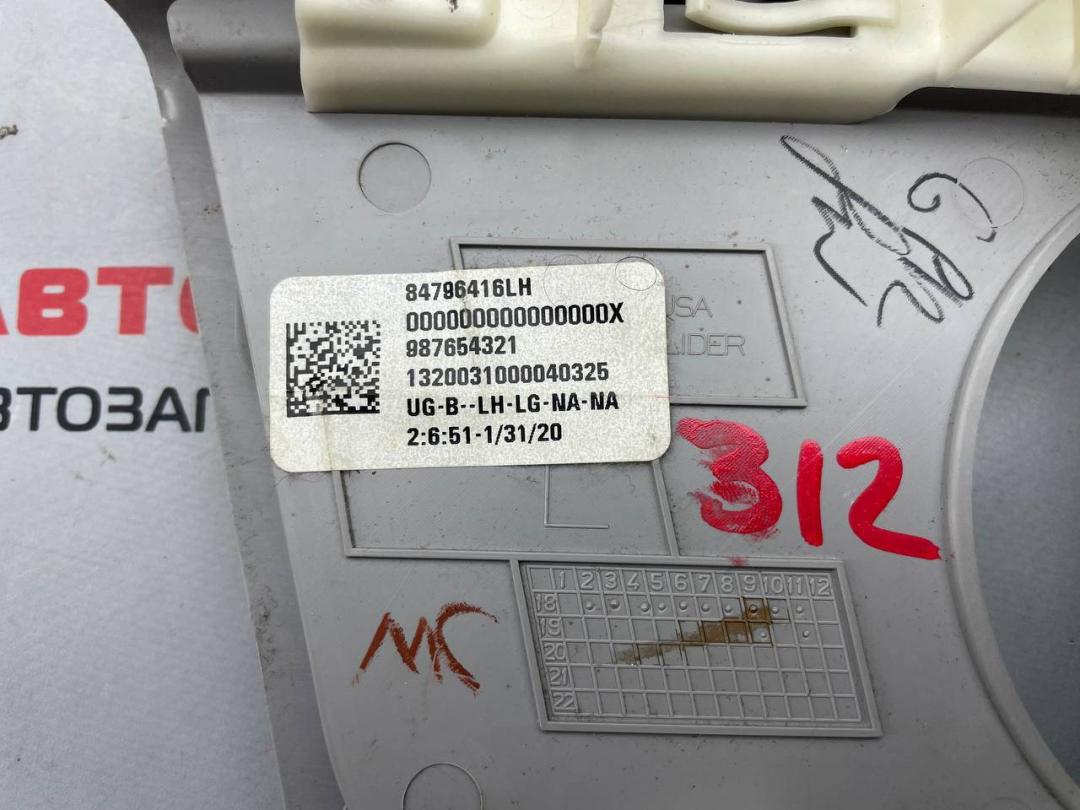 84796416LH
000000000000000X
987654321
1320031000040325
UG-B--LH-LG-NA-NA
2:6:51-1/31/20
USA
LIDER
АВТО
ВТОЗАП
312
MC
1 2 3 4 5 6 7 8 9 10 11 12
18
19
20
21
22